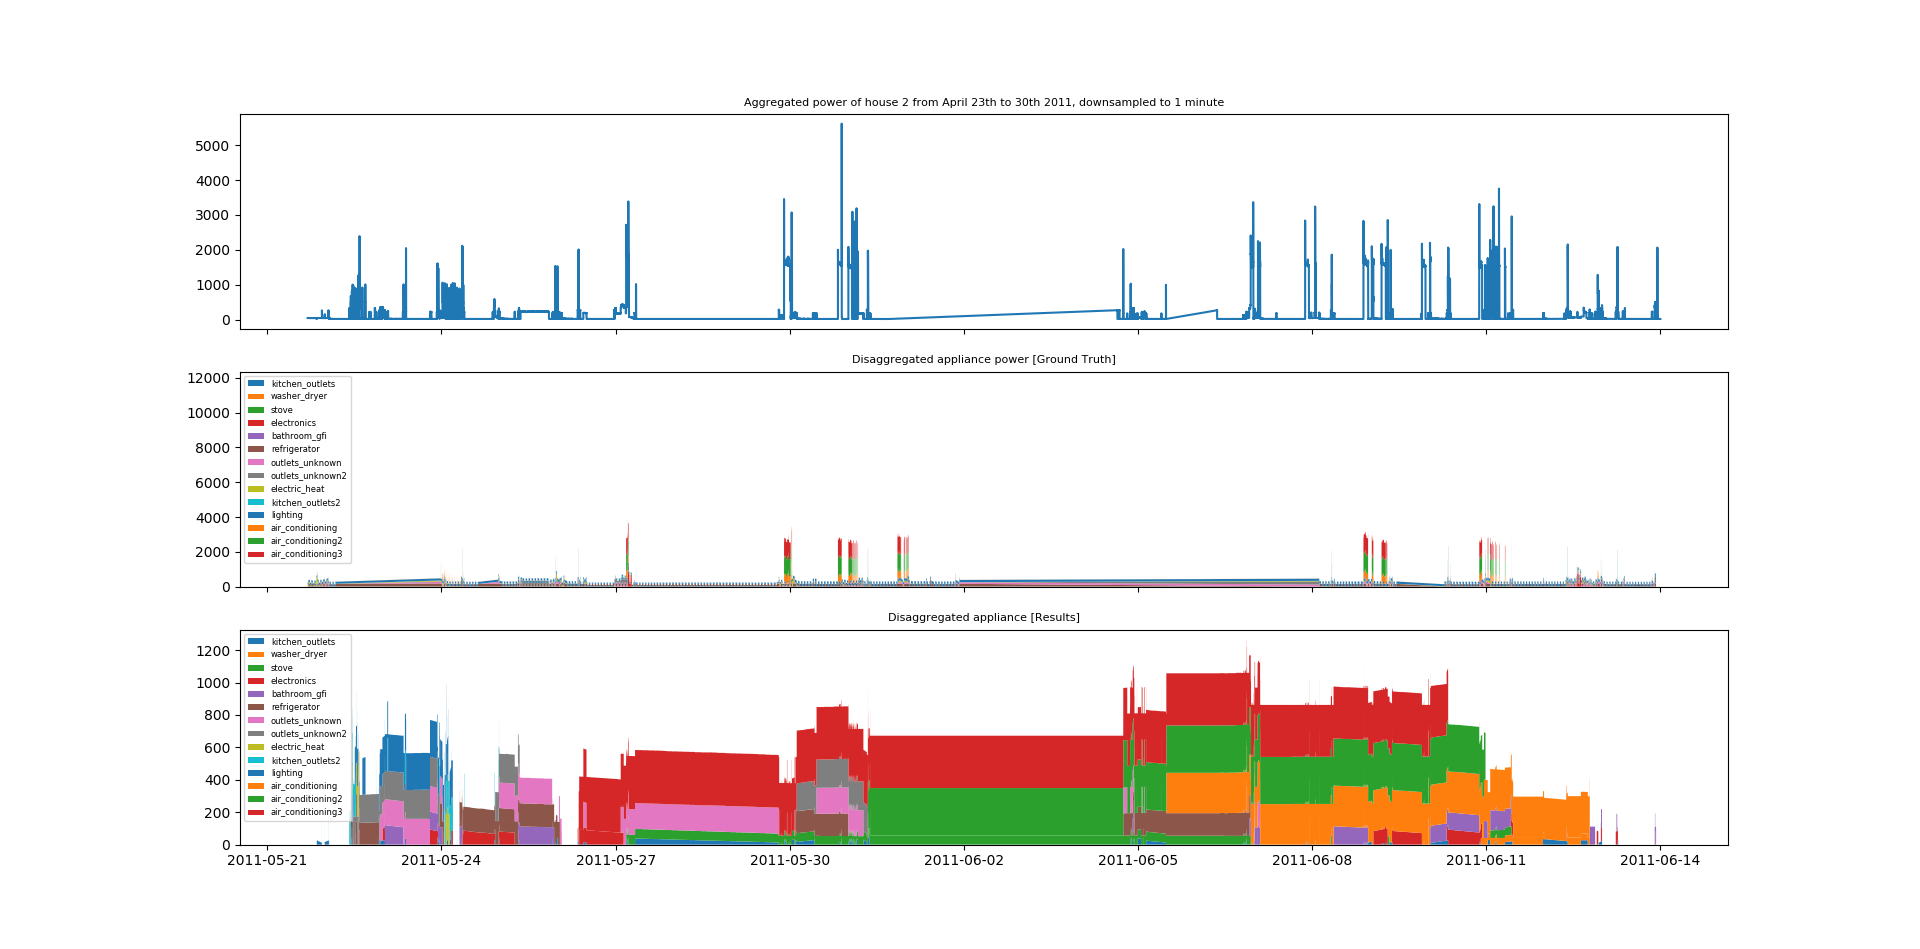 Aggregated power of house 2 from April 23th to 30th 2011, downsampled to 1 minute
5000
4000
3000
2000
1000
0
Disaggregated appliance power [Ground Truth]
12000
10000
8000
6000
4000
2000
0
kitchen_outlets
washer_dryer
stove
electronics
bathroom_gfi
refrigerator
outlets_unknown
outlets_unknown2
electric_heat
kitchen_outlets2
lighting
air_conditioning
air_conditioning2
air_conditioning3
Disaggregated appliance [Results]
1200
1000
800
600
400
200
0
kitchen_outlets
washer_dryer
stove
electronics
bathroom_gfi
refrigerator
outlets_unknown
outlets_unknown2
electric_heat
kitchen_outlets2
lighting
air_conditioning
air_conditioning2
air_conditioning3
2011-05-21 2011-05-24 2011-05-27 2011-05-30 2011-06-02 2011-06-05 2011-06-08 2011-06-11 2011-06-14